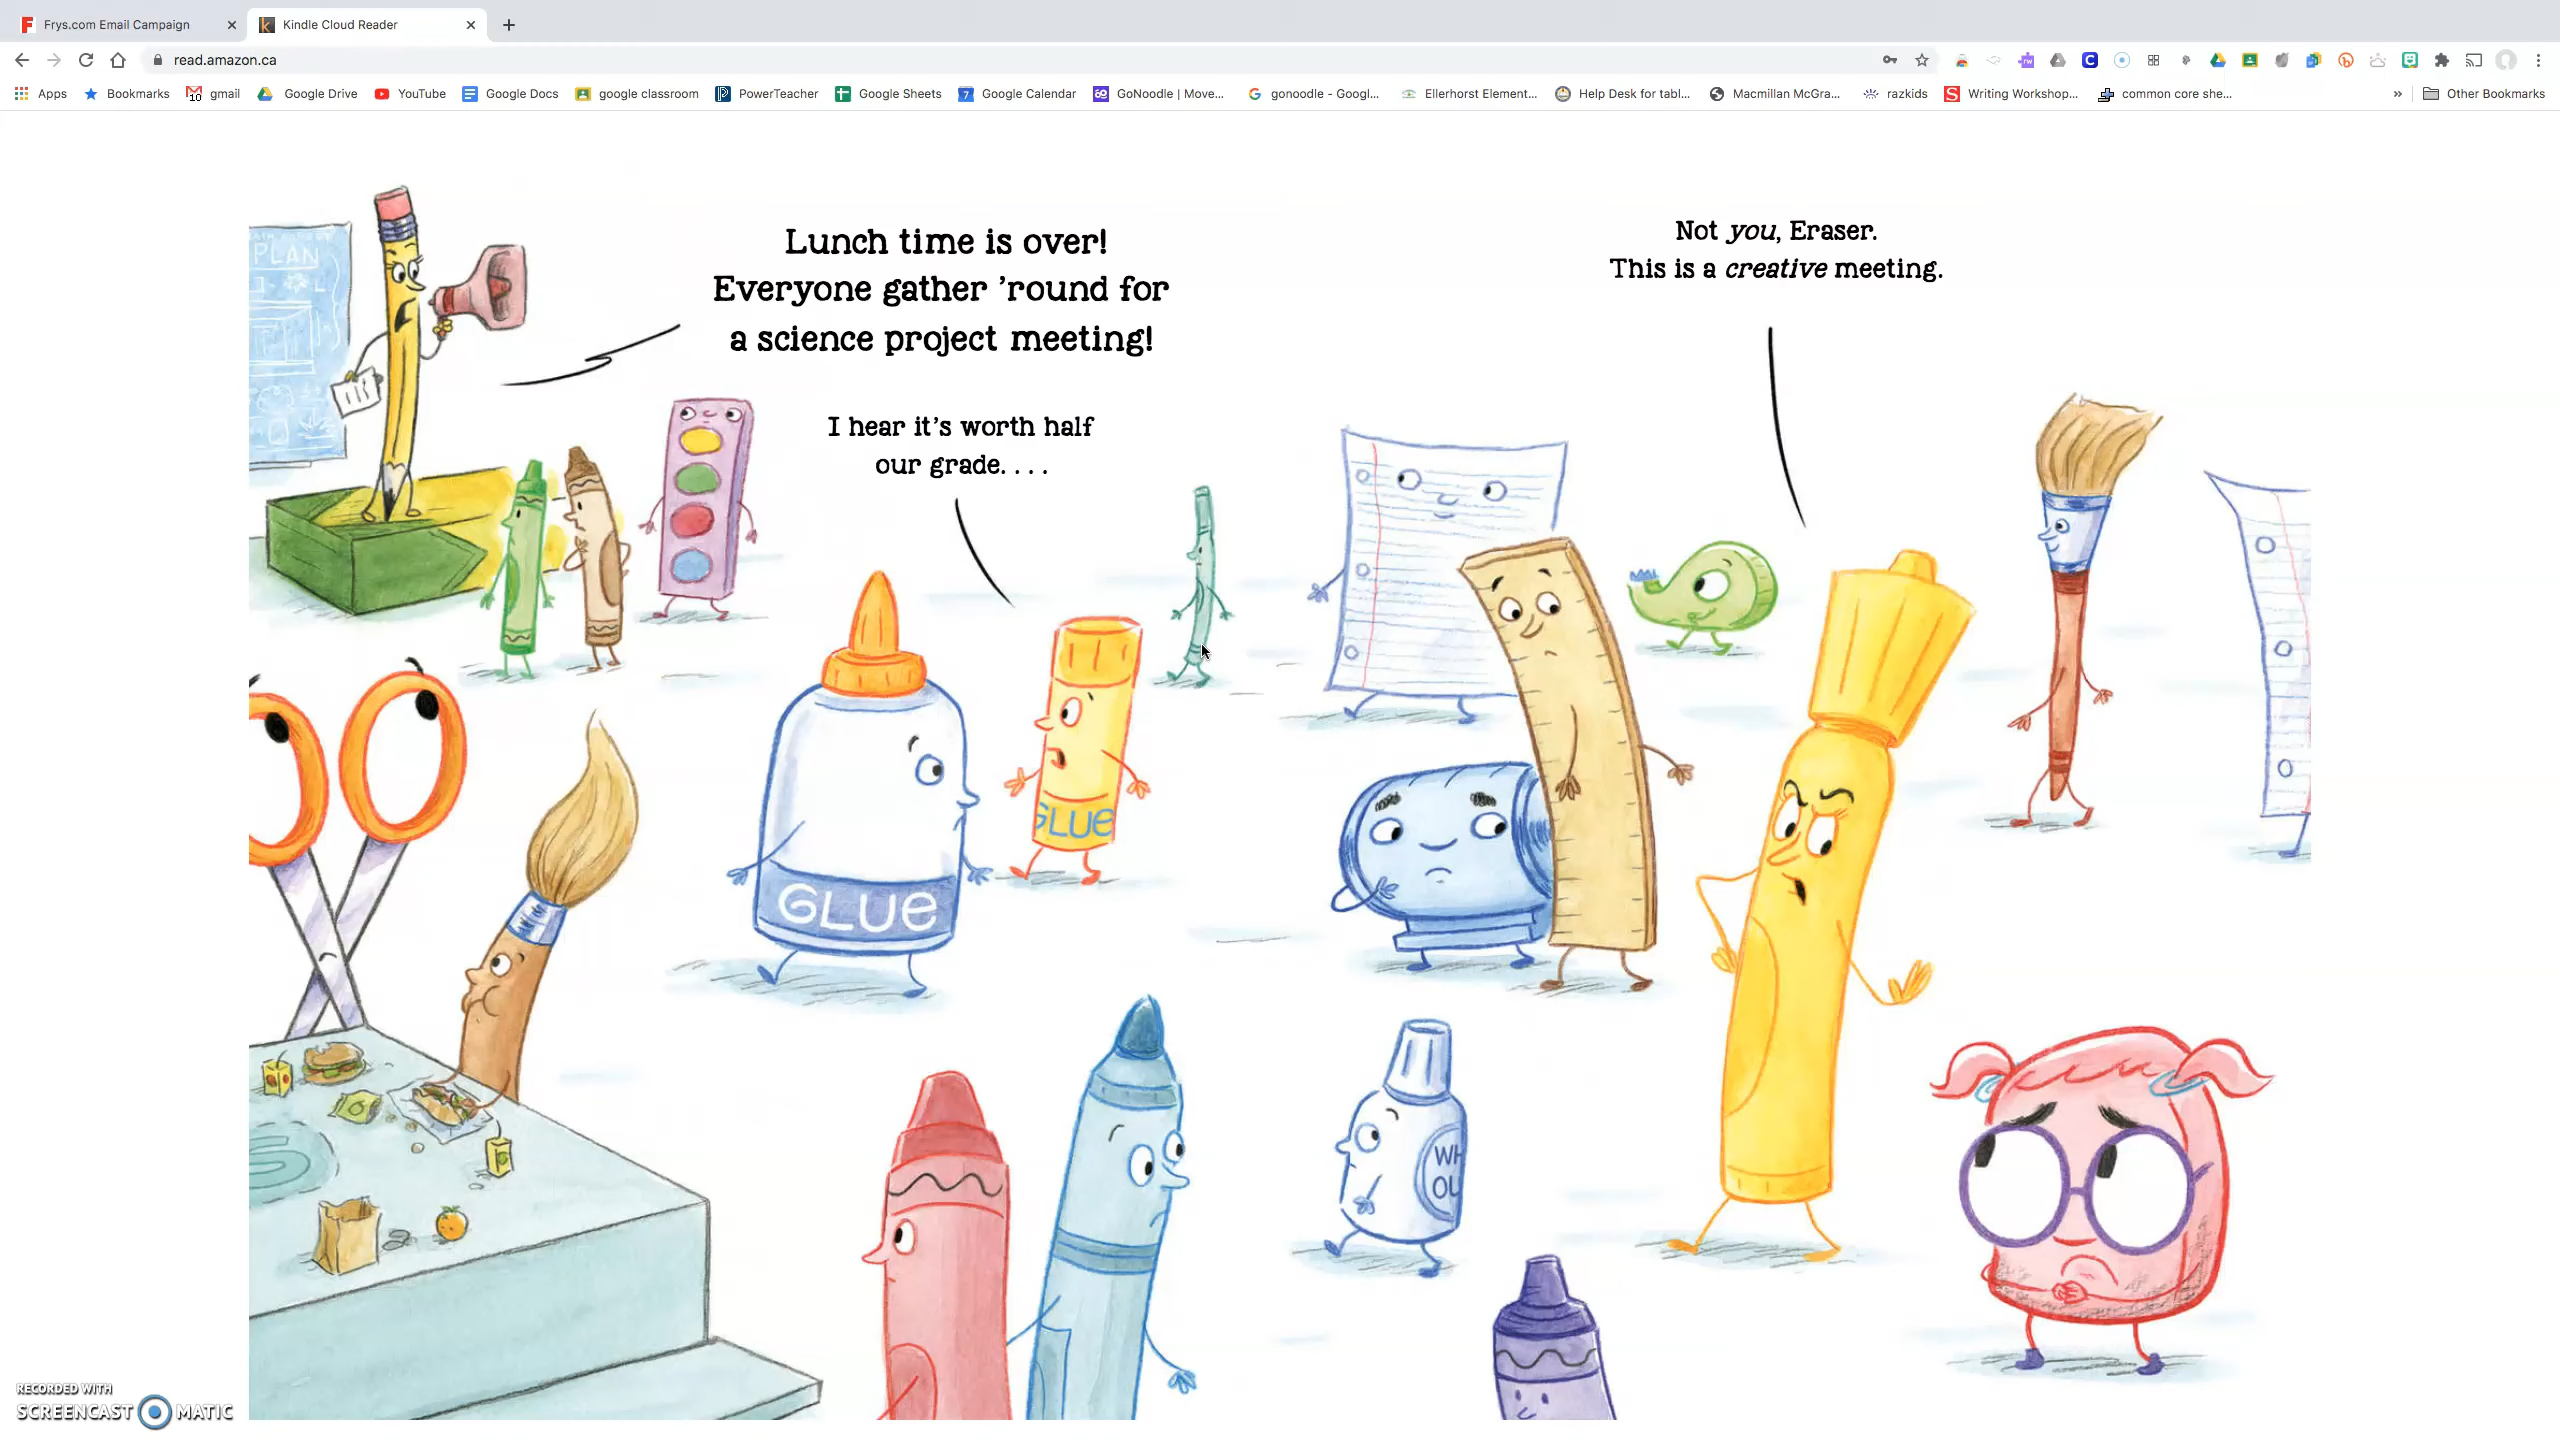 Frys.com Email Campaign
Kindle Cloud Reader
read.amazon.ca
Apps
Bookmarks
10
gmail
Google Drive
YouTube
Google Docs
google classroom
PowerTeacher
Google Sheets
7
Google Calendar
GoNoodle | Move...
gonoodle - Googl...
Ellerhorst Element...
Help Desk for tabl...
Macmillan McGra...
razkids
Writing Workshop...
common core she...
»
Other Bookmarks
PLAN
Lunch time is over!
Everyone gather ’round for
a science project meeting!
I hear it’s worth half
our grade. . . .
Not you, Eraser.
This is a creative meeting.
GLUE
GLUe
WH
OU
RECORDED WITH
SCREENCAST MATIC